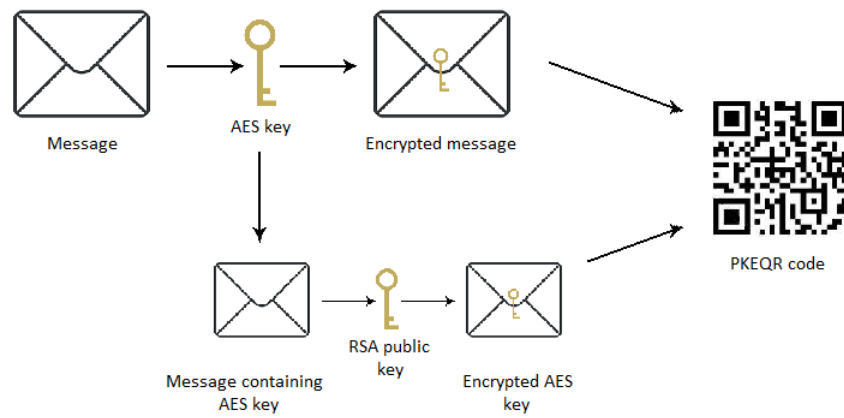 Message
AES key
Encrypted message
PKEQR code
Message containing
AES key
RSA public
key
Encrypted AES
key